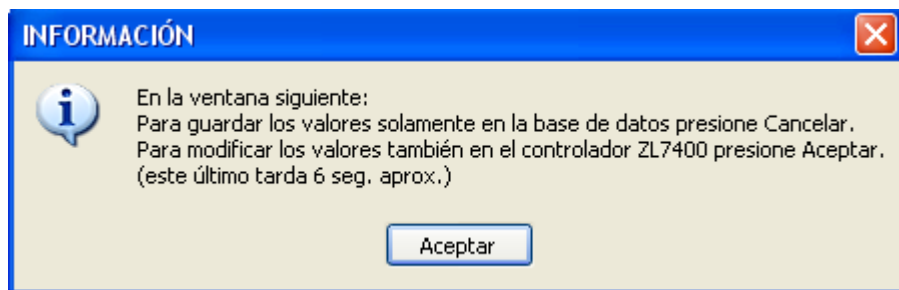 INFORMACIÓN
En la ventana siguiente:
Para guardar los valores solamente en la base de datos presione Cancelar.
Para modificar los valores también en el controlador ZL7400 presione Aceptar.
(este último tarda 6 seg. aprox.)
Aceptar